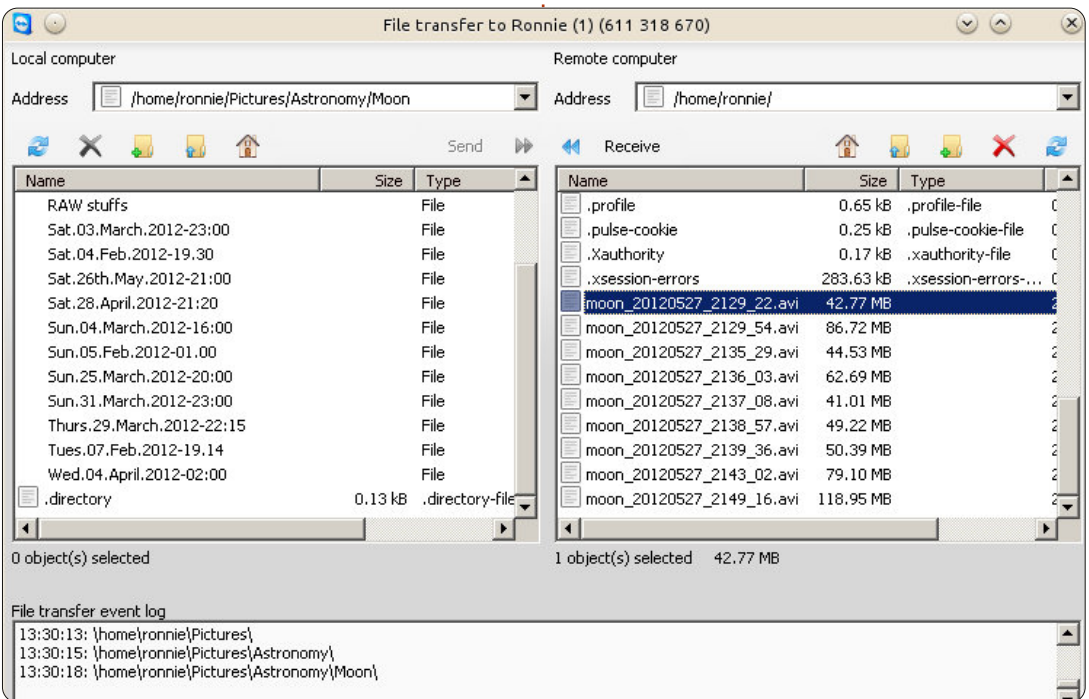 File transfer to Ronnie (1) (611 318 670)
Local computer
Address /home/ronnie/Pictures/Astronomy/Moon
Send
Name Size Type
RAW stuffs File
Sat.03.March.2012-23:00 File
Sat.04.Feb.2012-19.30 File
Sat.26th.May.2012-21:00 File
Sat.28.April.2012-21:20 File
Sun.04.March.2012-16:00 File
Sun.05.Feb.2012-01.00 File
Sun.25.March.2012-20:00 File
Sun.31.March.2012-23:00 File
Thurs.29.March.2012-22:15 File
Tues.07.Feb.2012-19.14 File
Wed.04.April.2012-02:00 File
.directory 0.13 kB .directory-file
0 object(s) selected
Remote computer
Address /home/ronnie/
Receive
Name Size Type
.profile 0.65 kB .profile-file
.pulse-cookie 0.25 kB .pulse-cookie-file
.Xauthority 0.17 kB .xauthority-file
.xsession-errors 283.63 kB .xsession-errors-...
moon_20120527_2129_22.avi 42.77 MB
moon_20120527_2129_54.avi 86.72 MB
moon_20120527_2135_29.avi 44.53 MB
moon_20120527_2136_03.avi 62.69 MB
moon_20120527_2137_08.avi 41.01 MB
moon_20120527_2138_57.avi 49.22 MB
moon_20120527_2139_36.avi 50.39 MB
moon_20120527_2143_02.avi 79.10 MB
moon_20120527_2149_16.avi 118.95 MB
1 object(s) selected 42.77 MB
File transfer event log
13:30:13: \home\ronnie\Pictures\
13:30:15: \home\ronnie\Pictures\Astronomy\
13:30:18: \home\ronnie\Pictures\Astronomy\Moon\